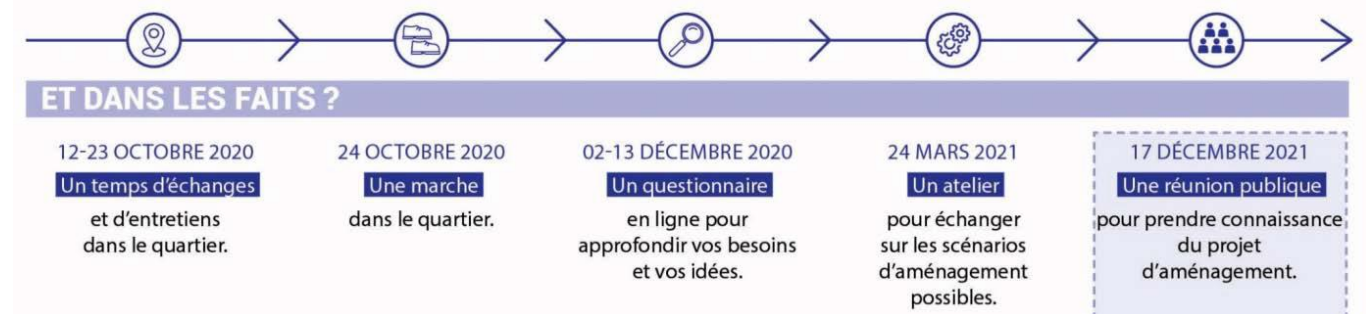 ET DANS LES FAITS ?
12-23 OCTOBRE 2020
Un temps d'échanges
et d'entretiens
dans le quartier.
24 OCTOBRE 2020
Une marche
dans le quartier.
02-13 DÉCEMBRE 2020
Un questionnaire
en ligne pour
approfondir vos besoins
et vos idées.
24 MARS 2021
Un atelier
pour échanger
sur les scénarios
d'aménagement
possibles.
17 DÉCEMBRE 2021
Une réunion publique
pour prendre connaissance
du projet
d'aménagement.